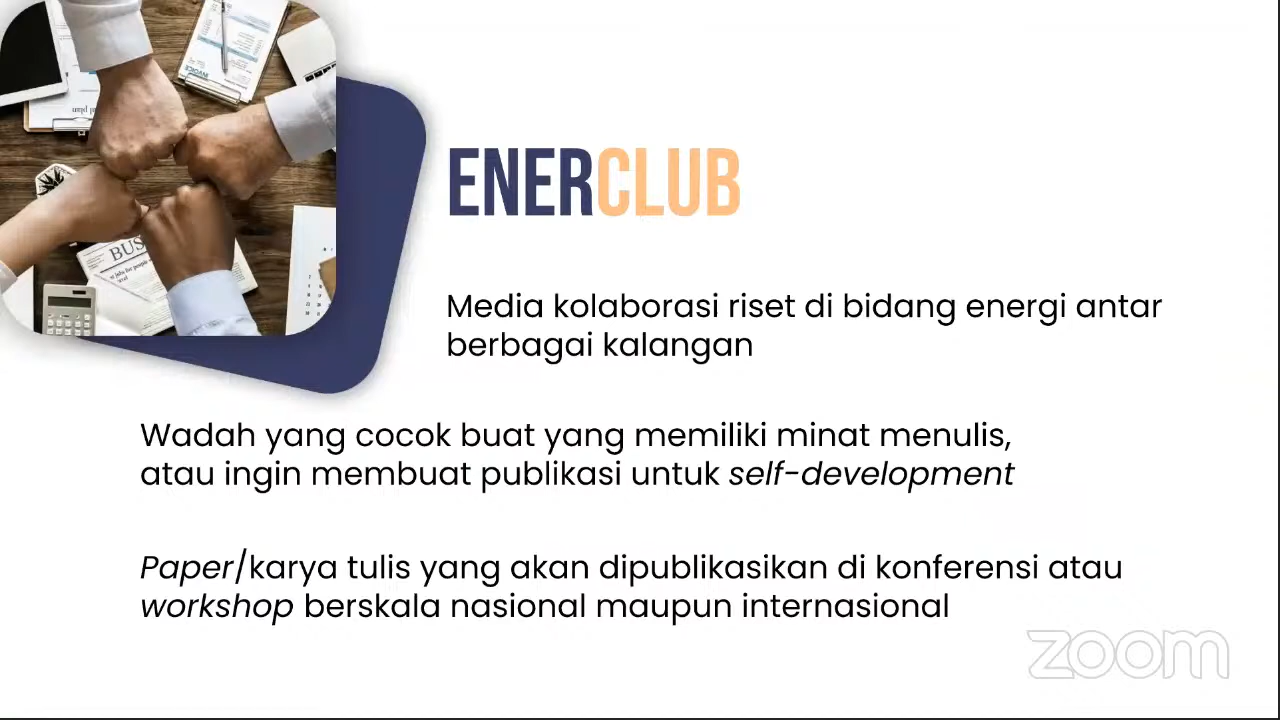 INVOICE
BUS
ENERCLUB
Media kolaborasi riset di bidang energi antar
berbagai kalangan
Wadah yang cocok buat yang memiliki minat menulis,
atau ingin membuat publikasi untuk self-development
Paper/karya tulis yang akan dipublikasikan di konferensi atau
workshop berskala nasional maupun internasional
zoom